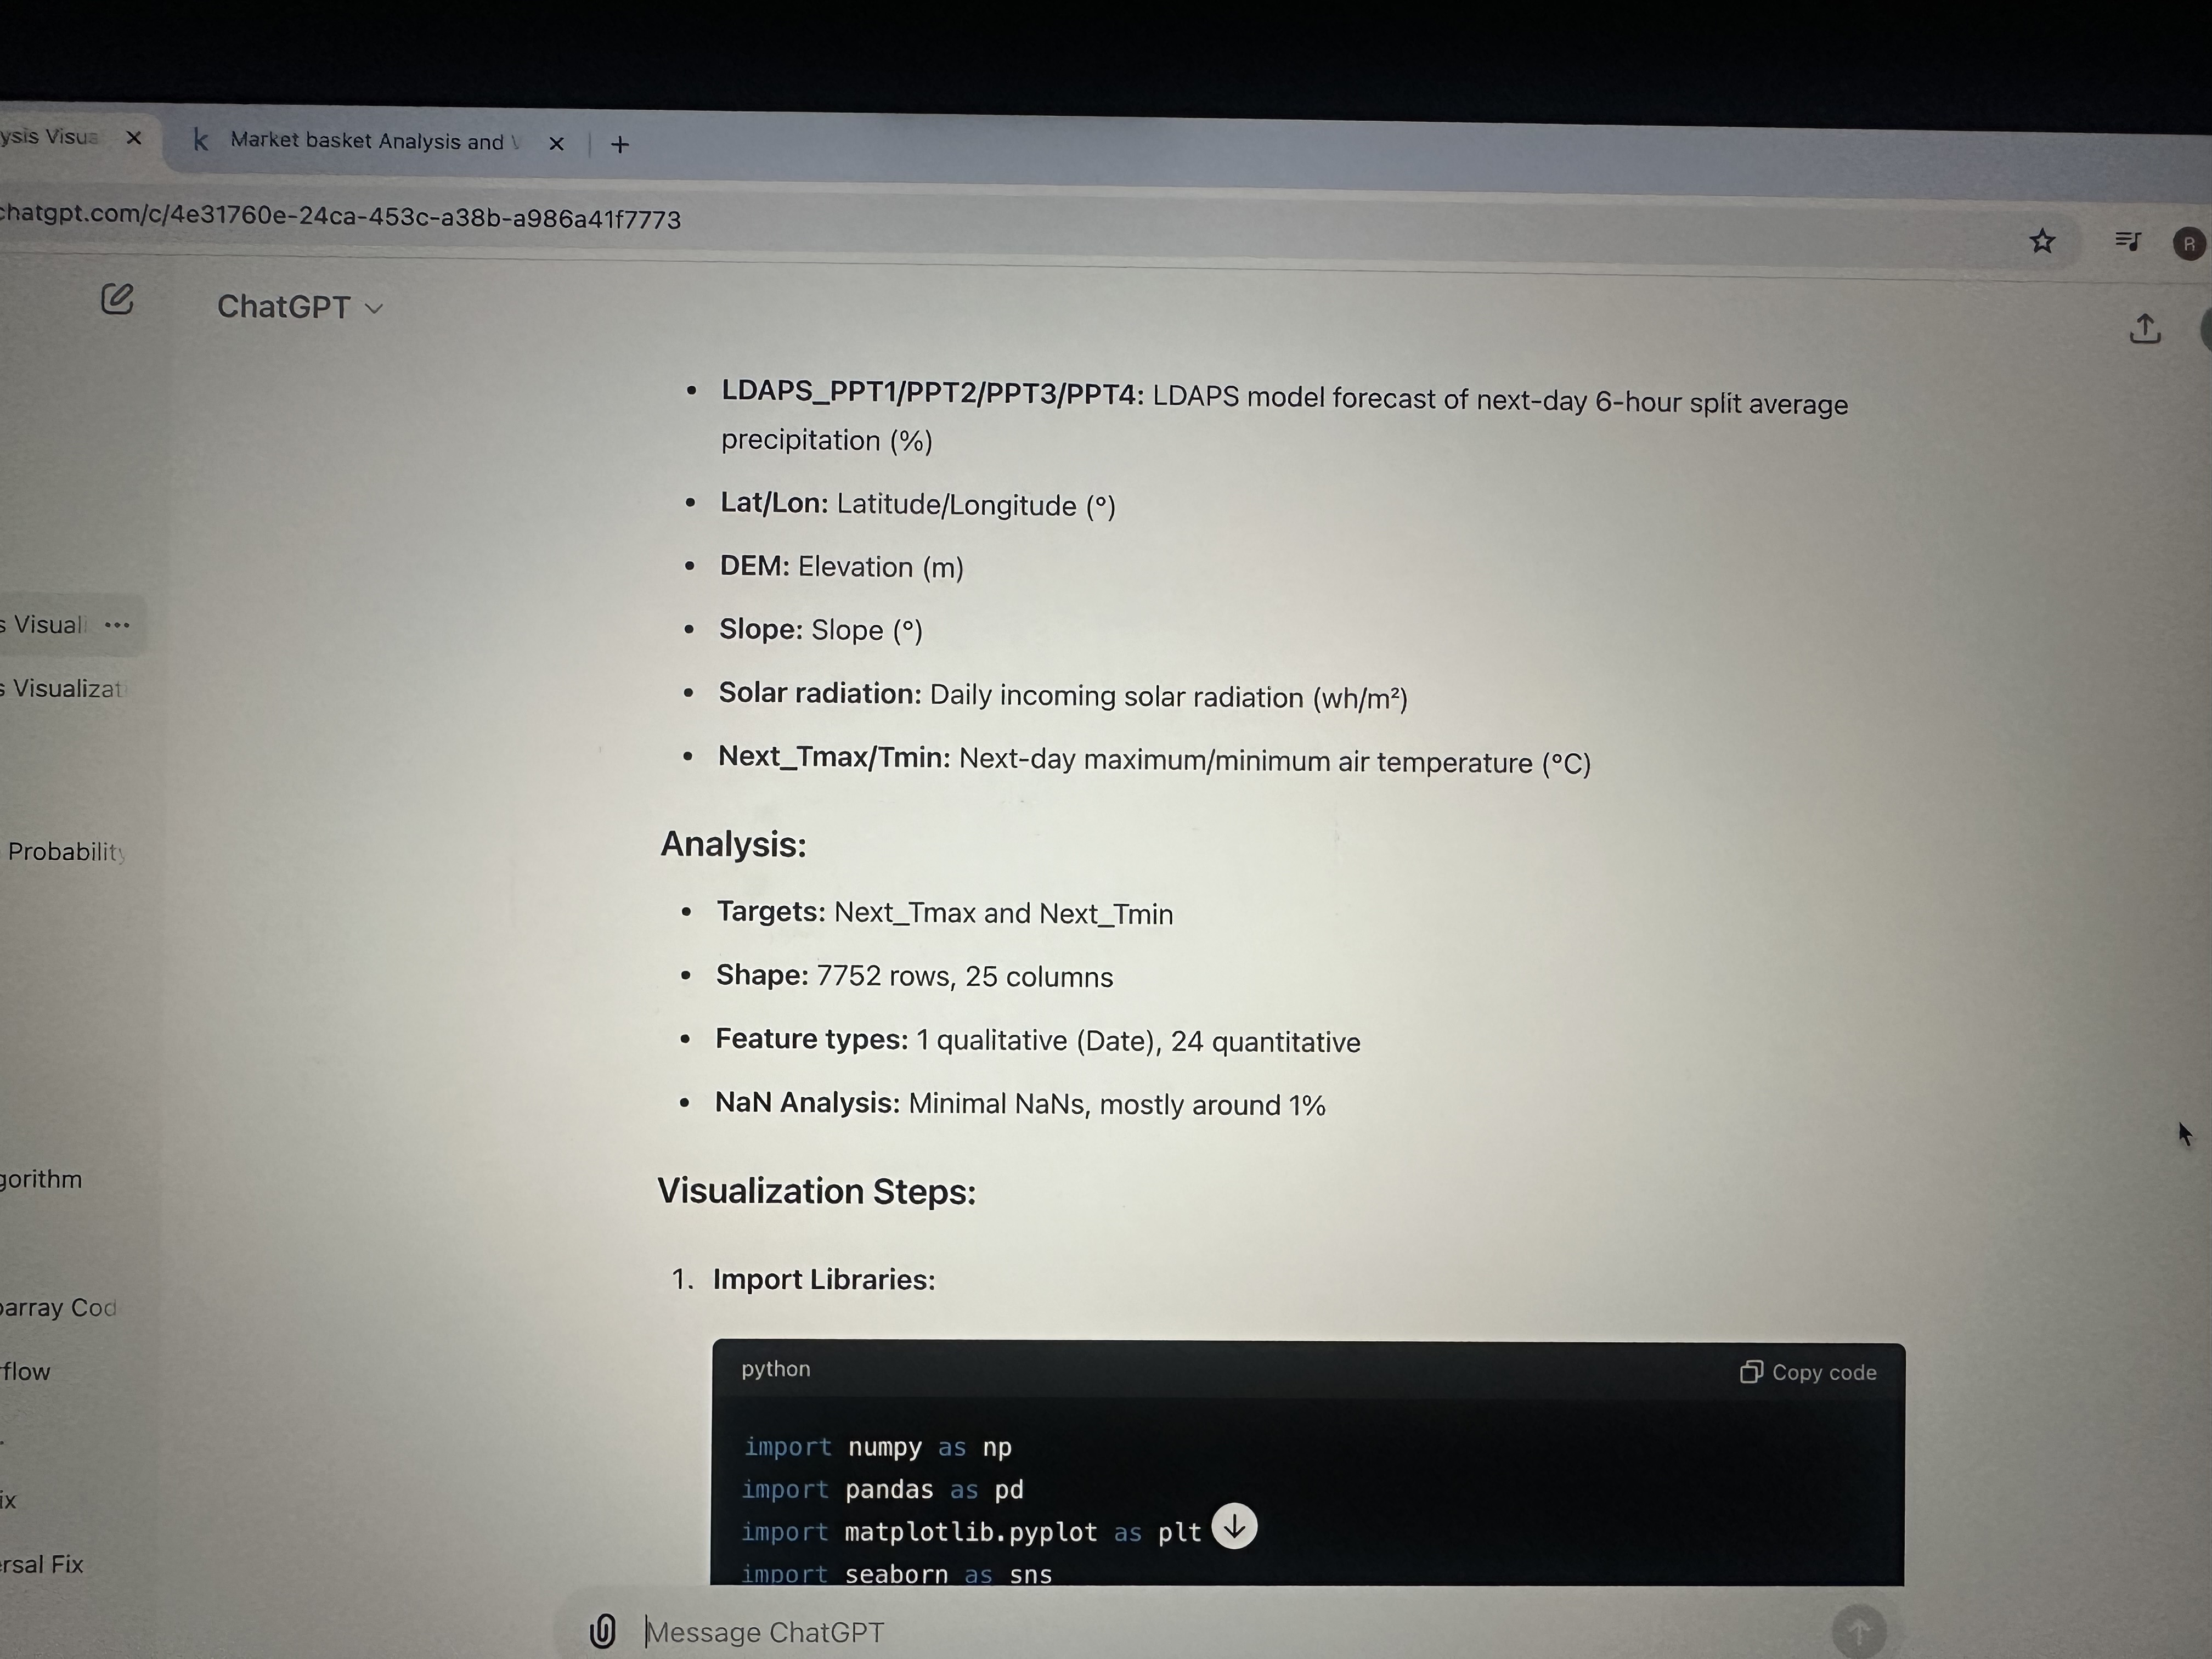 ysis Visua
k Market basket Analysis and
chatgpt.com/c/4e31760e-24ca-453c-a38b-a986a41f7773
R
ChatGPT
• LDAPS_PPT1/PPT2/PPT3/PPT4: LDAPS model forecast of next-day 6-hour split average
precipitation (%)
• Lat/Lon: Latitude/Longitude (°)
• DEM: Elevation (m)
• Slope: Slope (°)
s Visuali ...
s Visualizat
• Solar radiation: Daily incoming solar radiation (wh/m²)
• Next_Tmax/Tmin: Next-day maximum/minimum air temperature (°C)
Analysis:
Probability
• Targets: Next_Tmax and Next_Tmin
• Shape: 7752 rows, 25 columns
• Feature types: 1 qualitative (Date), 24 quantitative
• NaN Analysis: Minimal NaNs, mostly around 1%
gorithm
Visualization Steps:
1. Import Libraries:
array Cod
flow
python
Copy code
import numpy as np
ix
import pandas as pd
import matplotlib.pyplot as plt
rsal Fix
import seaborn as sns
Message ChatGPT